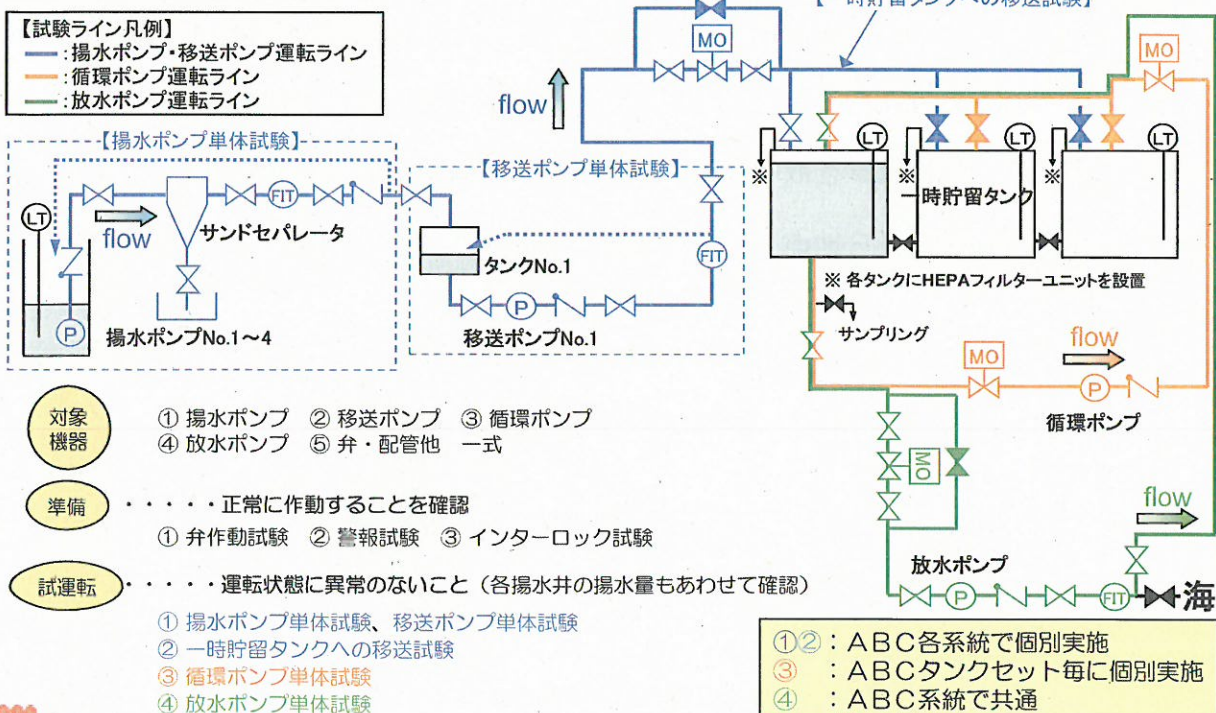 【試験ライン凡例】
:揚水ポンプ・移送ポンプ運転ライン
:循環ポンプ運転ライン
:放水ポンプ運転ライン
時貯留タンクへの移送試験】
MO
MO
flow
【揚水ポンプ単体試験】
【移送ポンプ単体試験】
LT
LT
LT
※
※
※
一時貯留タンク
LT
FIT
flow
サンドセパレータ
タンクNo.1
FIT
※ 各タンクにHEPAフィルターユニットを設置
P
揚水ポンプNo.1~4
P
移送ポンプNo.1
サンプリング
MO
flow
P
循環ポンプ
対象
機器
① 揚水ポンプ ② 移送ポンプ ③ 循環ポンプ
④ 放水ポンプ ⑤ 弁・配管他 一式
MO
準備
・・・・・正常に作動することを確認
① 弁作動試験 ② 警報試験 ③ インターロック試験
flow
試運転
・・・・・運転状態に異常のないこと(各揚水井の揚水量もあわせて確認)
放水ポンプ
P
FIT
海
① 揚水ポンプ単体試験、移送ポンプ単体試験
② 一時貯留タンクへの移送試験
③ 循環ポンプ単体試験
④ 放水ポンプ単体試験
①②:ABC各系統で個別実施
③ :ABCタンクセット毎に個別実施
④ :ABC系統で共通